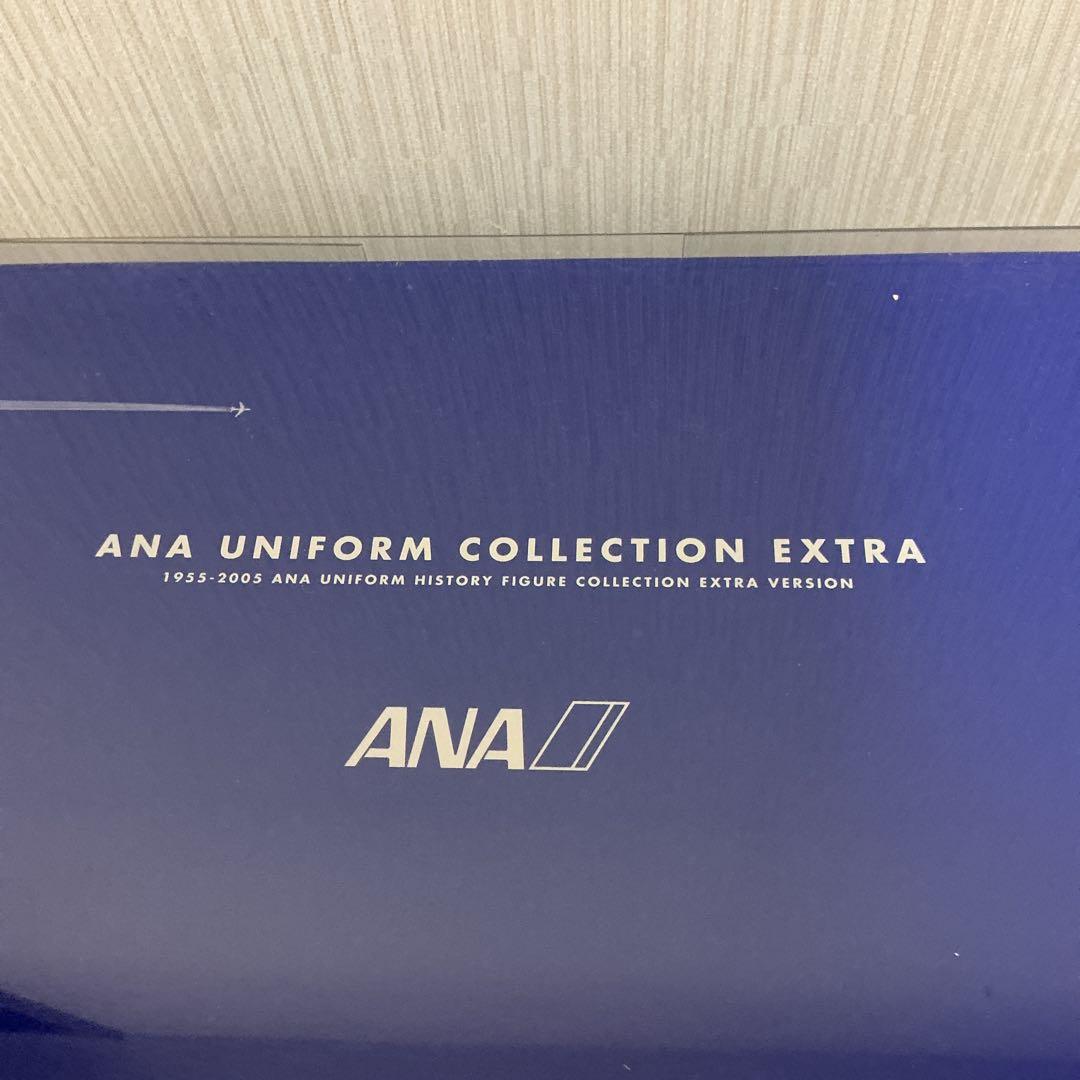 ANA UNIFORM COLLECTION EXTRA
1955-2005 ANA UNIFORM HISTORY FIGURE COLLECTION EXTRA VERSION
ANA